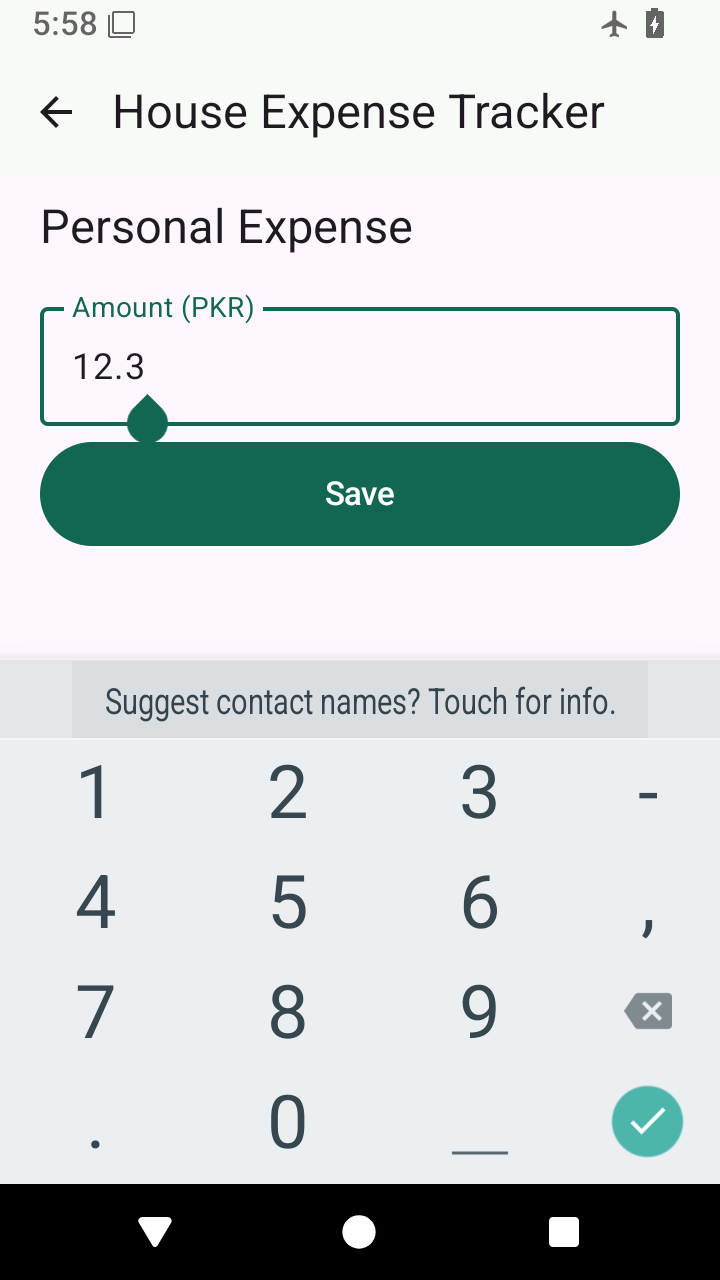 5:58
House Expense Tracker
Personal Expense
Amount (PKR)
12.3
Save
Suggest contact names? Touch for info.
1 2 3 -
4 5 6 ,
7 8 9
. 0 _